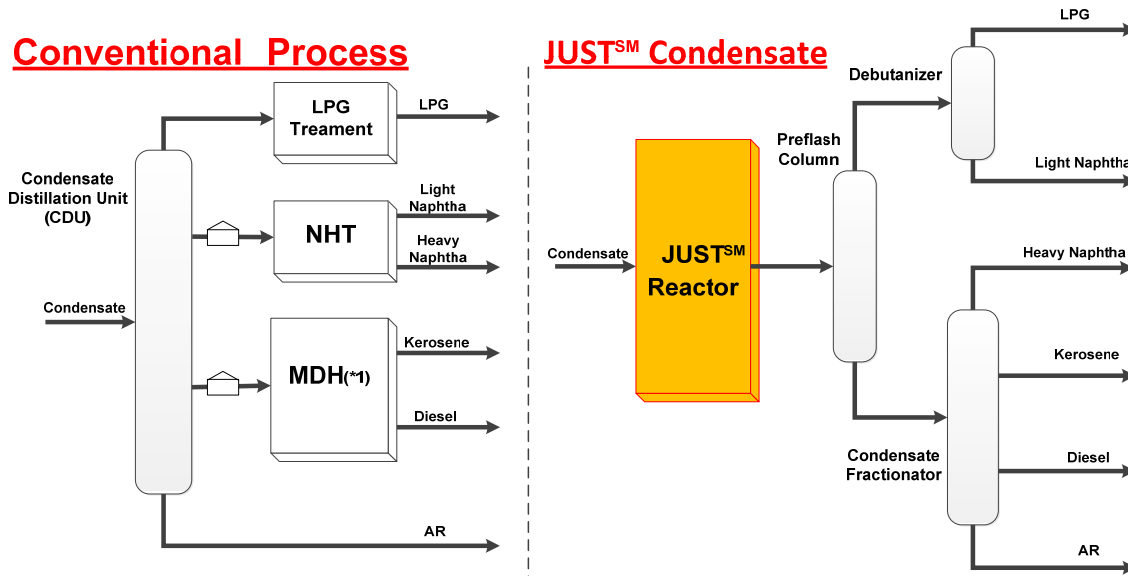 Conventional Process
LPG
Treament
LPG
Condensate
Distillation Unit
(CDU)
Light
Naphtha
NHT
Heavy
Naphtha
Condensate
Kerosene
MDH(*1)
Diesel
AR
JUST℠ Condensate
LPG
Debutanizer
Preflash
Column
Light Naphtha
Condensate
JUST℠
Reactor
Heavy Naphtha
Kerosene
Condensate
Fractionator
Diesel
AR